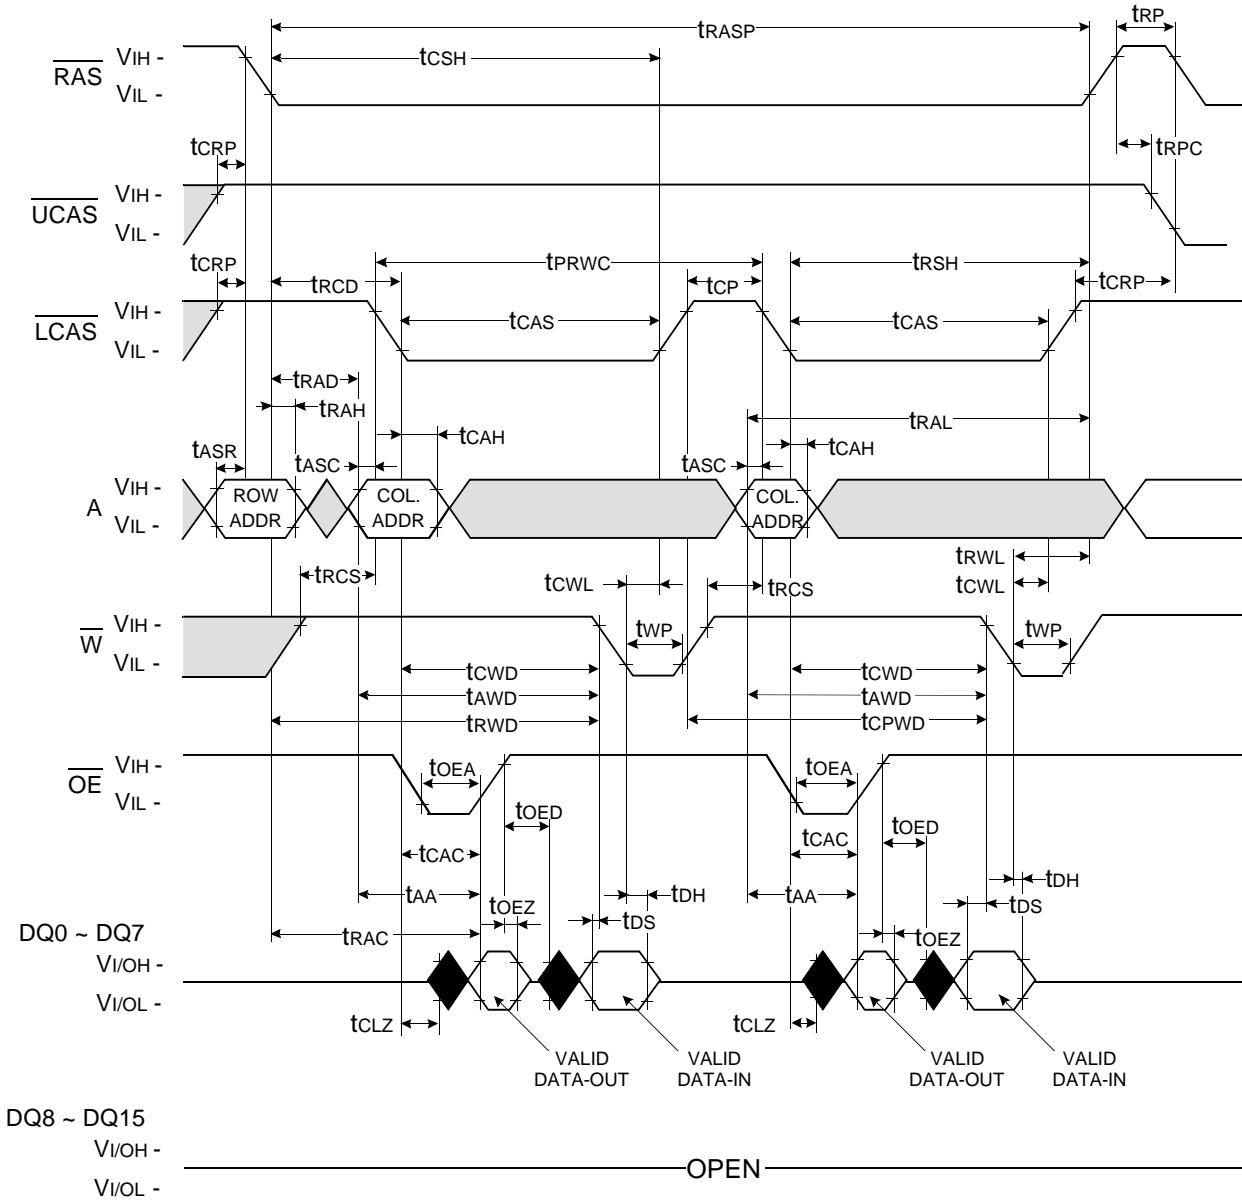 tRASP
tRP
tCSH
RAS
VIH -
VIL -
tCRP
tRPC
UCAS
VIH -
VIL -
tCRP
tRCD
tPRWC
tCP
tRSH
tCRP
LCAS
VIH -
VIL -
tCAS
tCAS
tRAD
tRAH
tRAL
tASR
tASC
tCAH
tASC
tCAH
A
VIH -
VIL -
ROW
ADDR
COL.
ADDR
COL.
ADDR
tRCS
tCWL
tRCS
tRWL
tCWL
W
VIH -
VIL -
tWP
tWP
tCWD
tCWD
tAWD
tAWD
tRWD
tCPWD
OE
VIH -
VIL -
tOEA
tOEA
tOED
tOED
tCAC
tCAC
tAA
tDH
tAA
tDH
tOEZ
tDS
tDS
tRAC
tOEZ
DQ0 ~ DQ7
VI/OH -
VI/OL -
tCLZ
tCLZ
VALID
DATA-OUT
VALID
DATA-IN
VALID
DATA-OUT
VALID
DATA-IN
DQ8 ~ DQ15
VI/OH -
OPEN
VI/OL -